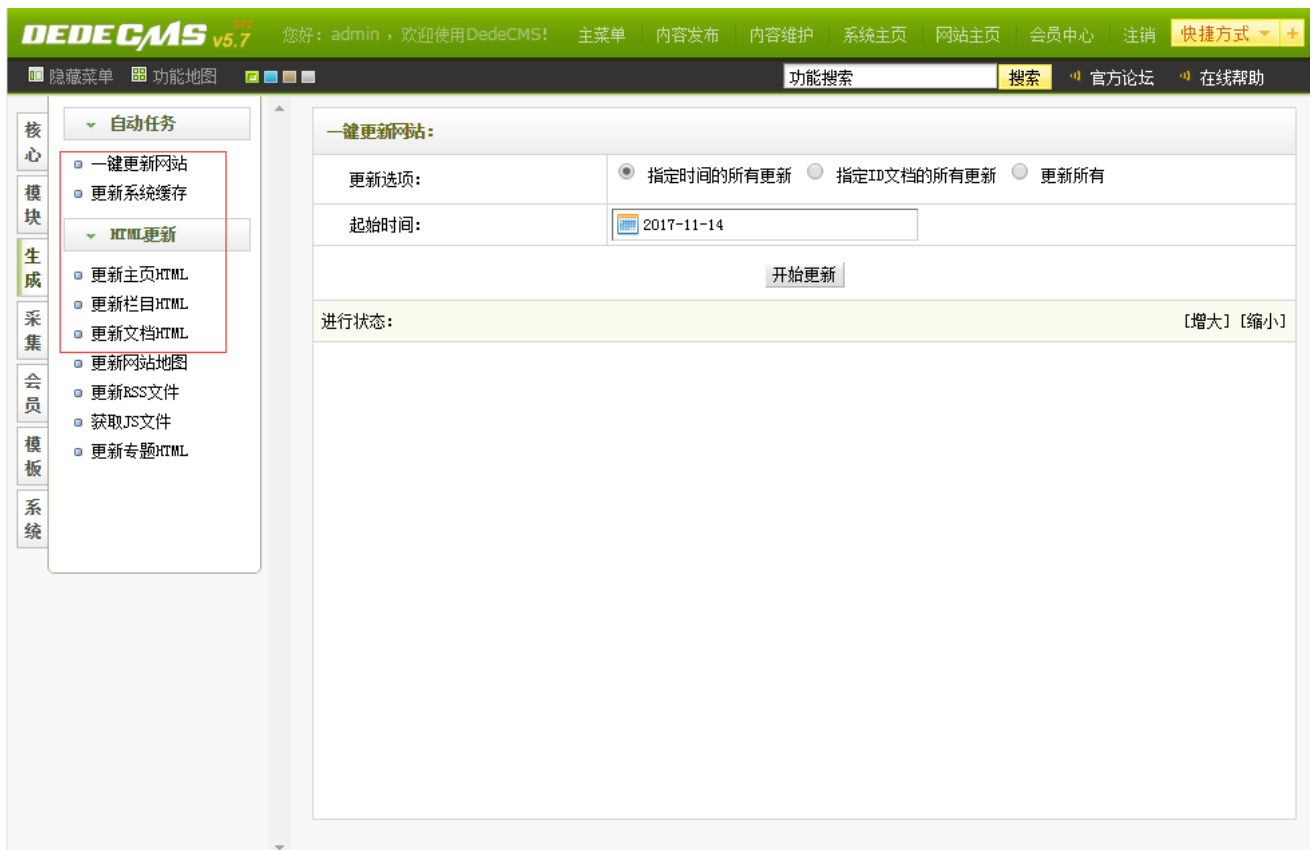 DEDECMS v5.7 SP2 您好：admin，欢迎使用DedeCMS! 主菜单 内容发布 内容维护 系统主页 网站主页 会员中心 注销 快捷方式 +
隐藏菜单 功能地图 功能搜索 搜索 官方论坛 在线帮助
核心
模块
生成
采集
会员
模板
系统
自动任务
一键更新网站
更新系统缓存
HTML更新
更新主页HTML
更新栏目HTML
更新文档HTML
更新网站地图
更新RSS文件
获取JS文件
更新专题HTML
一键更新网站：
更新选项： 指定时间的所有更新 指定ID文档的所有更新 更新所有
起始时间： 2017-11-14
开始更新
进行状态： [增大] [缩小]